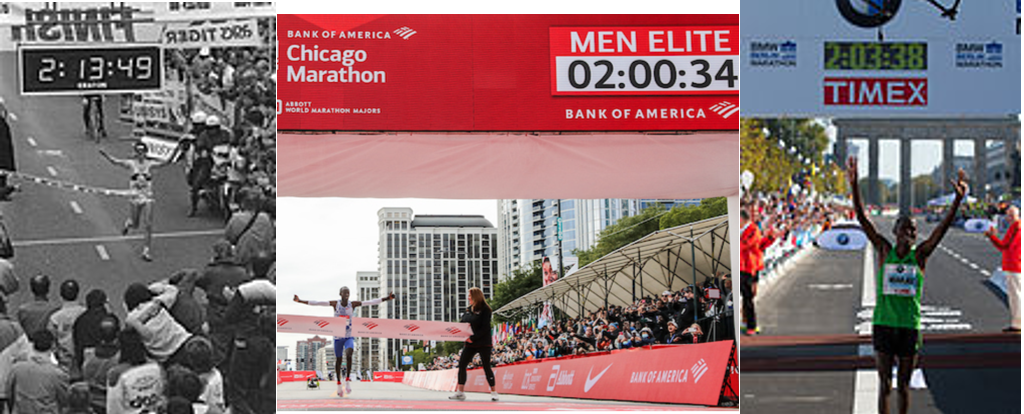 FINISH
ASICS TIGER
2:13:49
BANK OF AMERICA
Chicago
Marathon
ABBOTT
WORLD MARATHON MAJORS
MEN ELITE
02:00:34
BANK OF AMERICA
BANK OF AMERICA
Abbott
BMW BERLIN
MARATHON
2:03:38
TIMEX
BMW BERLIN
MARATHON